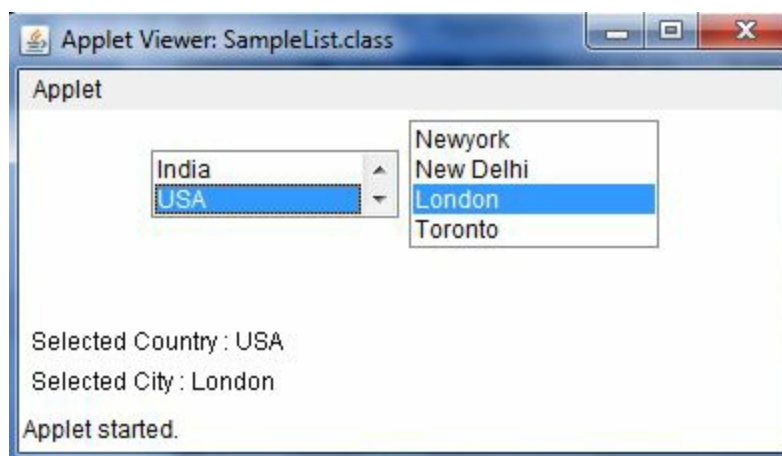 Applet Viewer: SampleList.class
Applet
India
USA
Newyork
New Delhi
London
Toronto
Selected Country : USA
Selected City : London
Applet started.